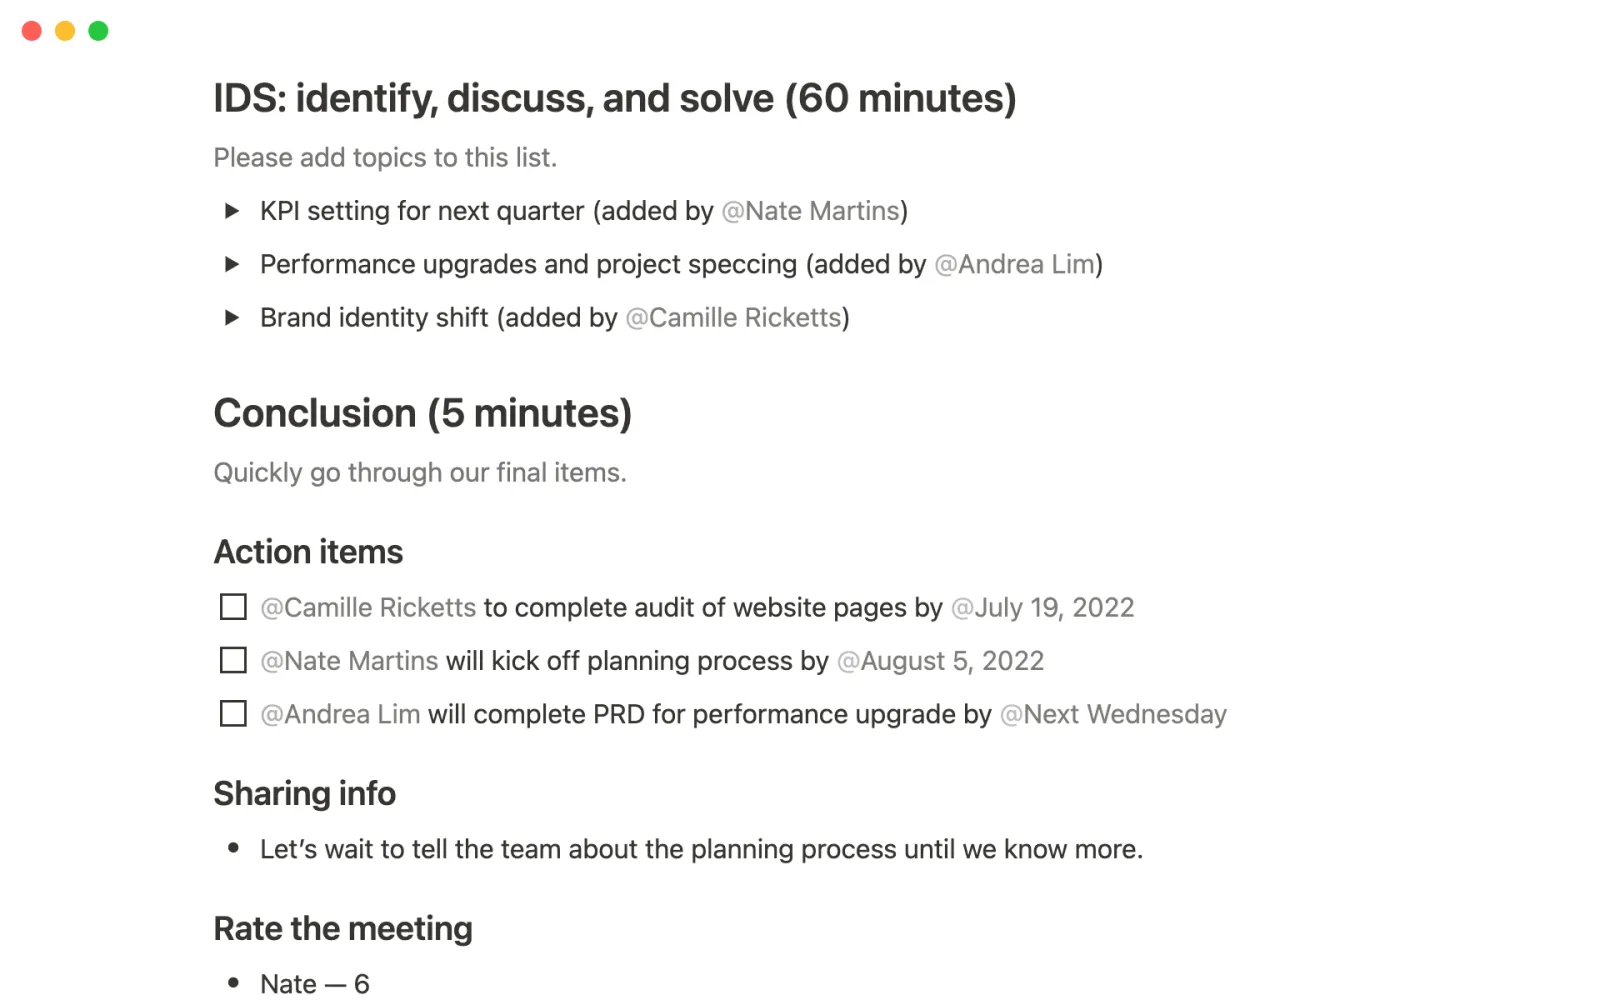 IDS: identify, discuss, and solve (60 minutes)
Please add topics to this list.
KPI setting for next quarter (added by @Nate Martins)
Performance upgrades and project speccing (added by @Andrea Lim)
Brand identity shift (added by @Camille Ricketts)
Conclusion (5 minutes)
Quickly go through our final items.
Action items
@Camille Ricketts to complete audit of website pages by @July 19, 2022
@Nate Martins will kick off planning process by @August 5, 2022
@Andrea Lim will complete PRD for performance upgrade by @Next Wednesday
Sharing info
Let’s wait to tell the team about the planning process until we know more.
Rate the meeting
Nate — 6